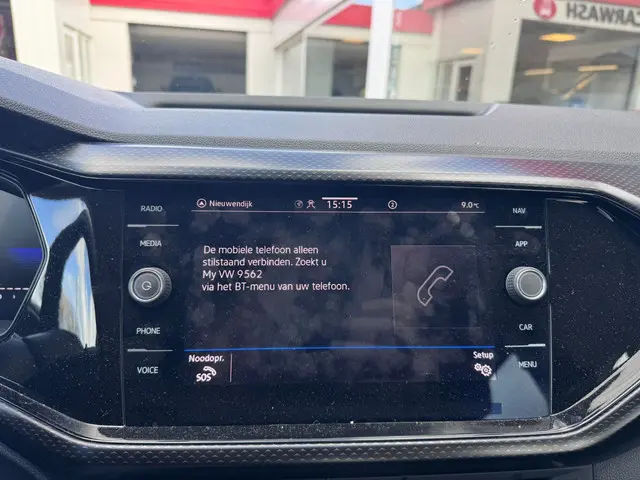 CARWASH
RADIO
MEDIA
PHONE
VOICE
Nieuwendijk
15:15
2
9.0°C
De mobiele telefoon alleen
stilstaand verbinden. Zoekt u
My VW 9562
via het BT-menu van uw telefoon.
Noodopr.
SOS
Setup
NAV
APP
CAR
MENU